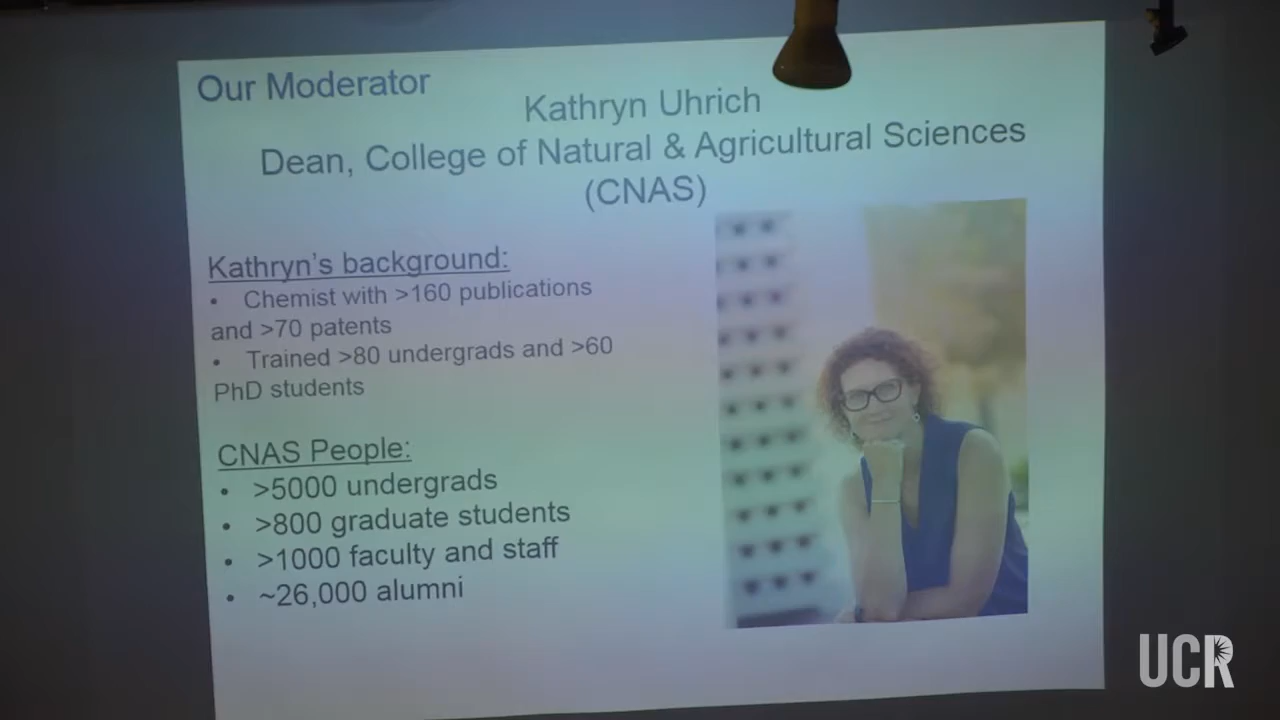 Our Moderator
Kathryn Uhrich
Dean, College of Natural & Agricultural Sciences
(CNAS)
Kathryn's background:
• Chemist with >160 publications
and >70 patents
• Trained >80 undergrads and >60
PhD students
CNAS People:
• >5000 undergrads
• >800 graduate students
• >1000 faculty and staff
• ~26,000 alumni
UCR